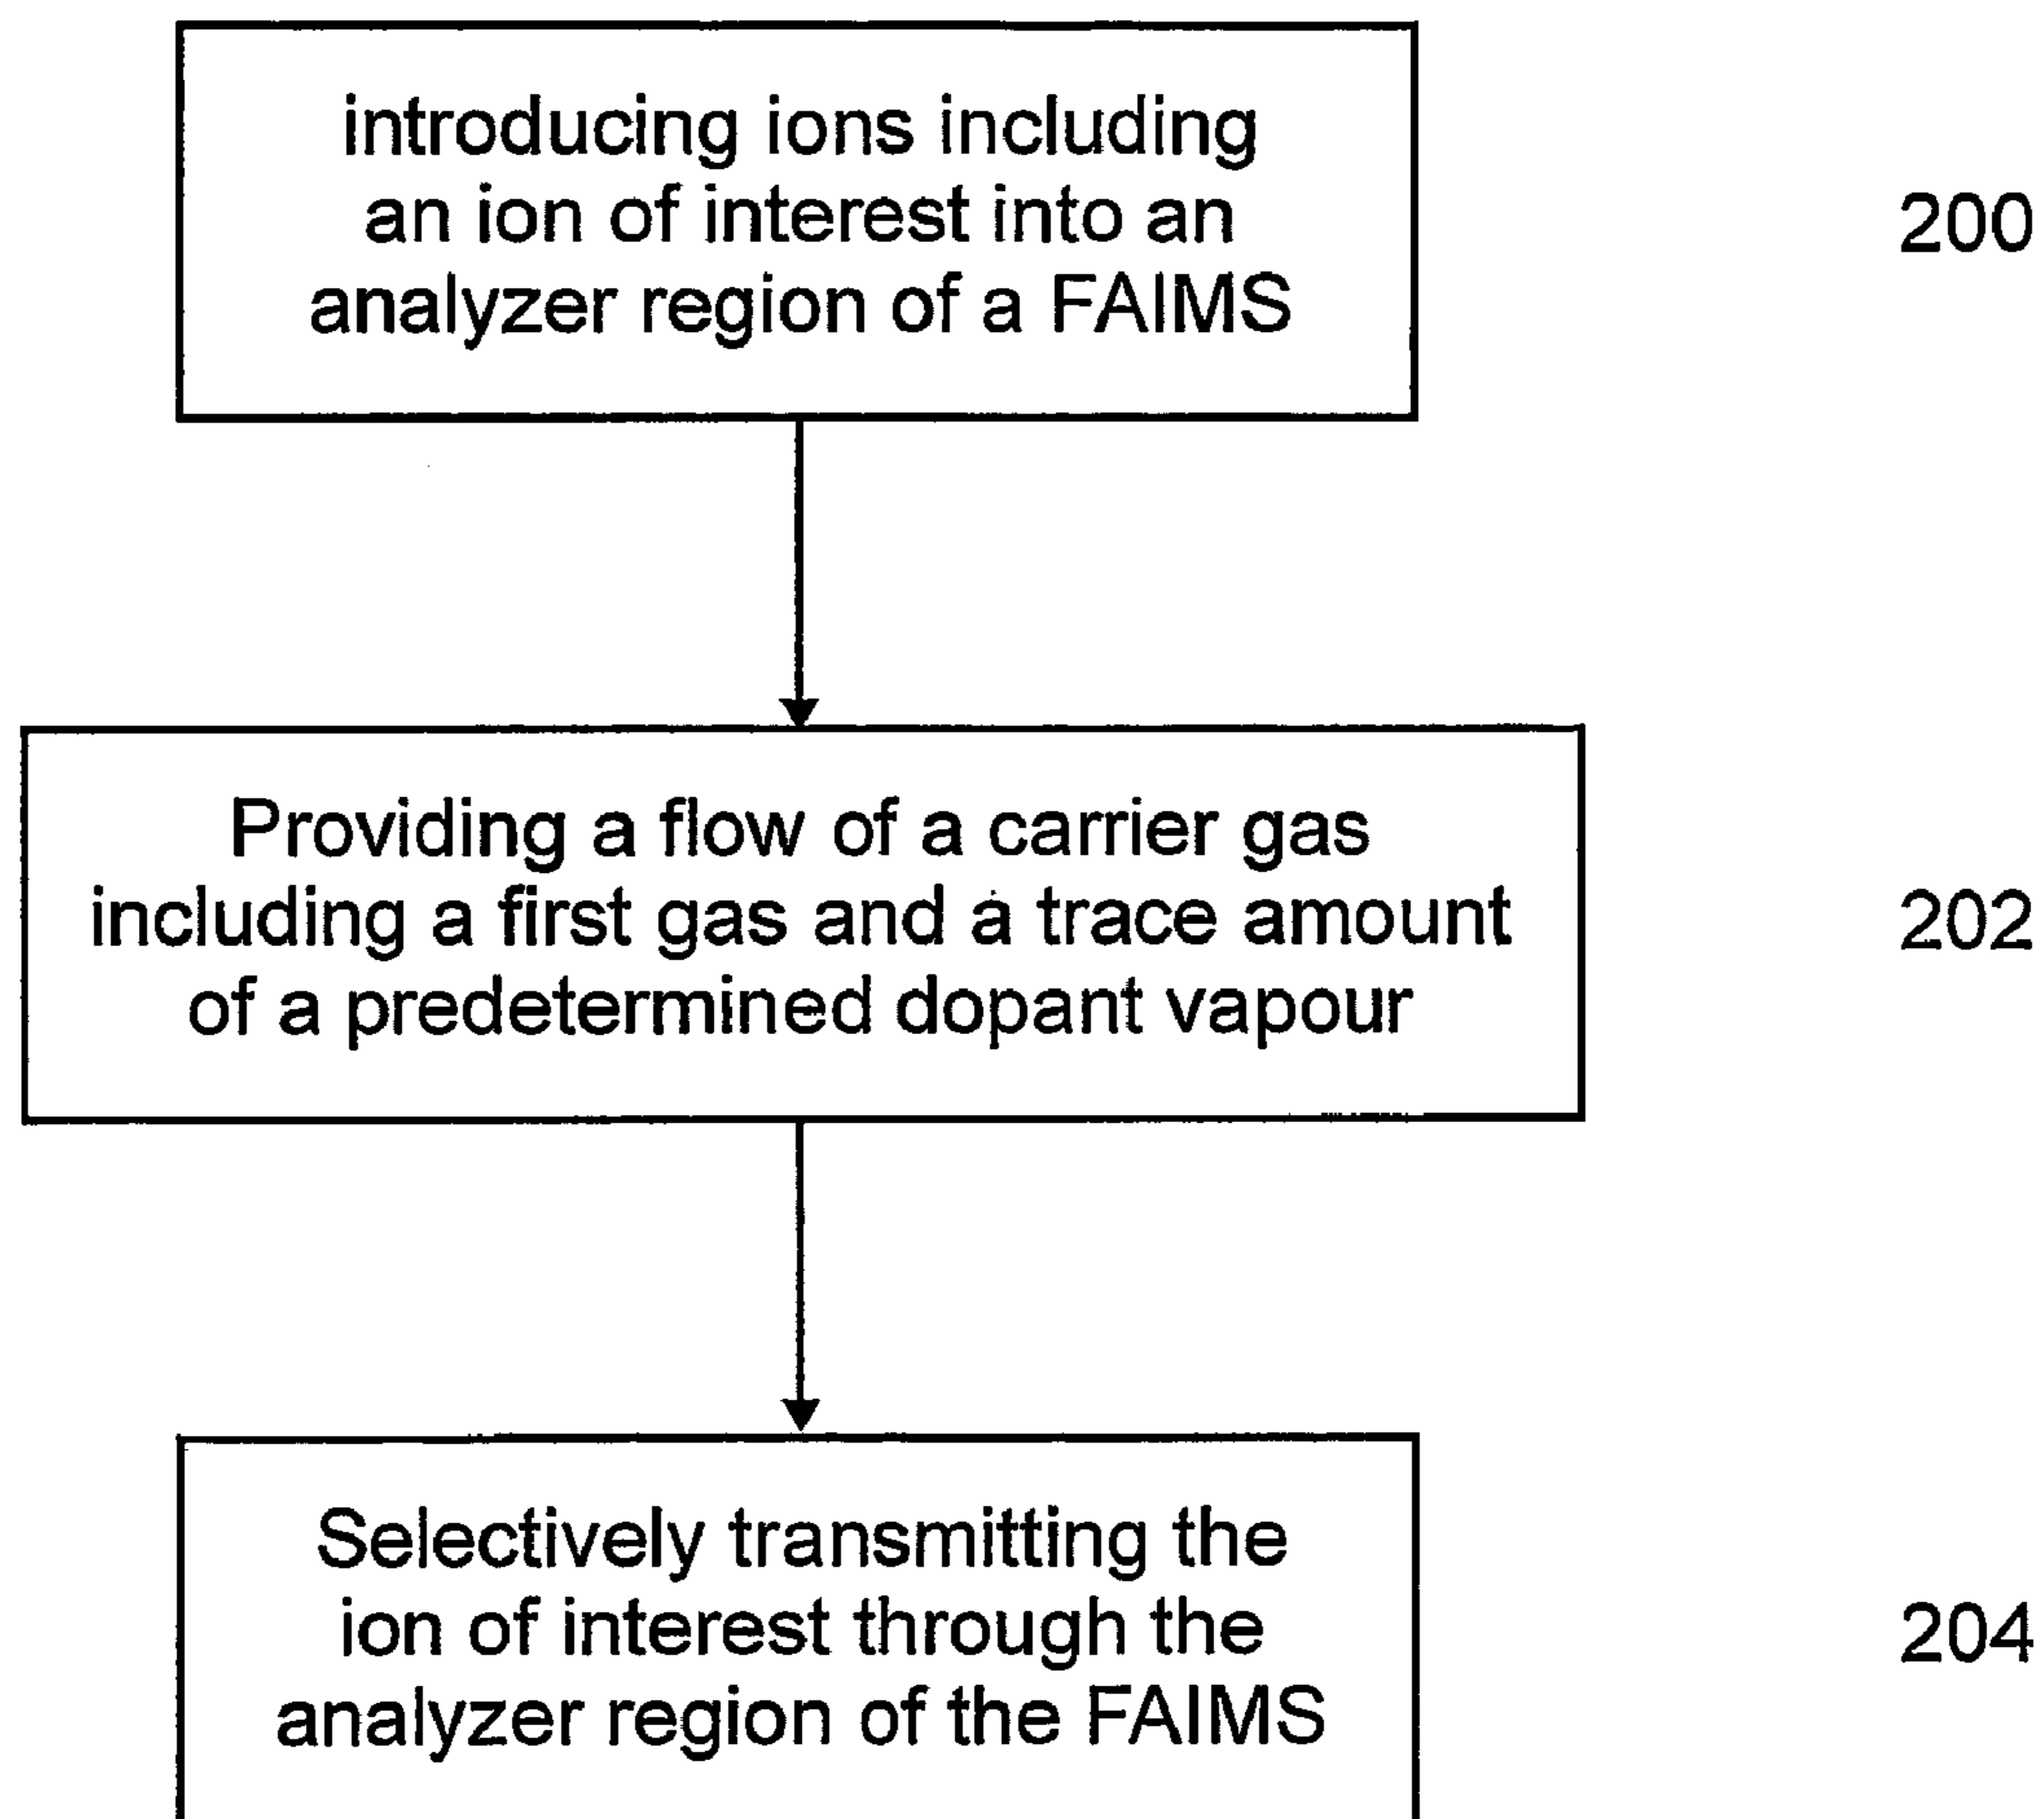 introducing ions including
an ion of interest into an
analyzer region of a FAIMS
200
Providing a flow of a carrier gas
including a first gas and a trace amount
of a predetermined dopant vapour
202
Selectively transmitting the
ion of interest through the
analyzer region of the FAIMS
204